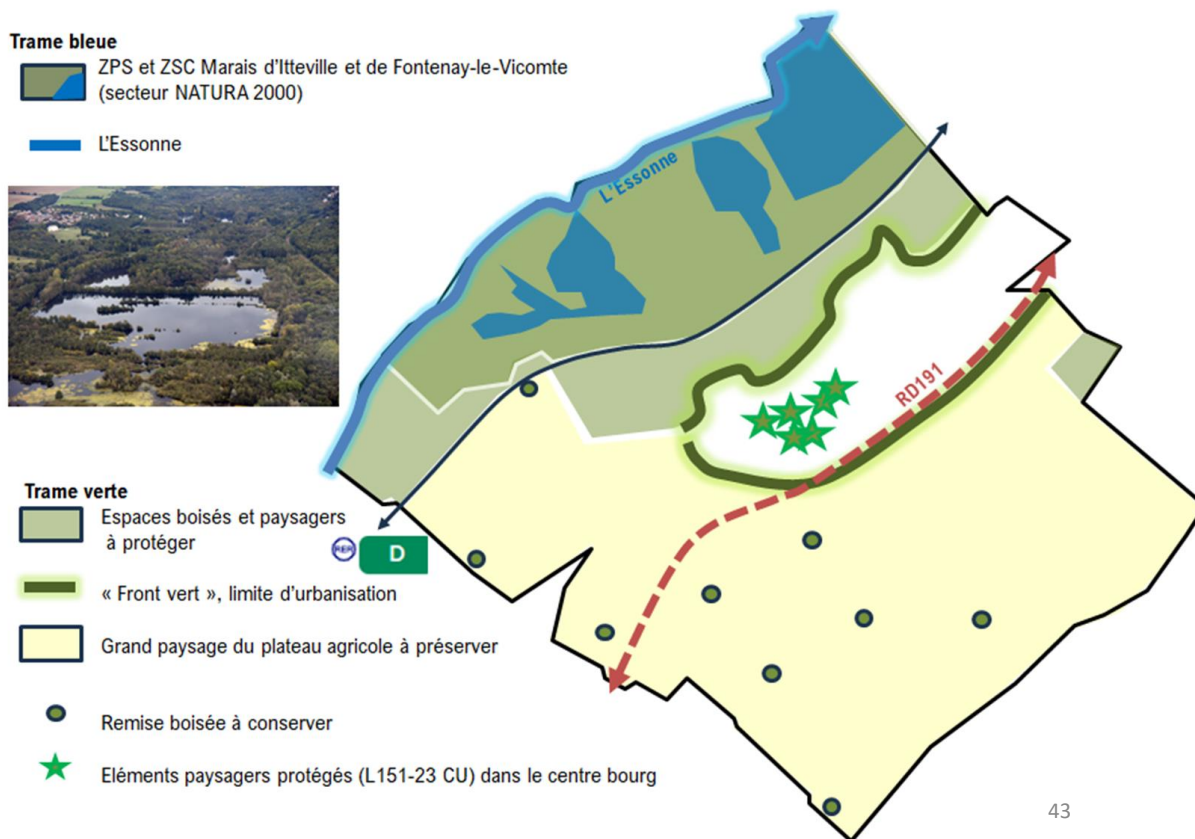 Trame bleue
ZPS et ZSC Marais d'Itteville et de Fontenay-le-Vicomte
(secteur NATURA 2000)
L'Essonne
L'Essonne
RD191
Trame verte
Espaces boisés et paysagers
à protéger
RER
D
« Front vert », limite d'urbanisation
Grand paysage du plateau agricole à préserver
Remise boisée à conserver
Eléments paysagers protégés (L151-23 CU) dans le centre bourg
43